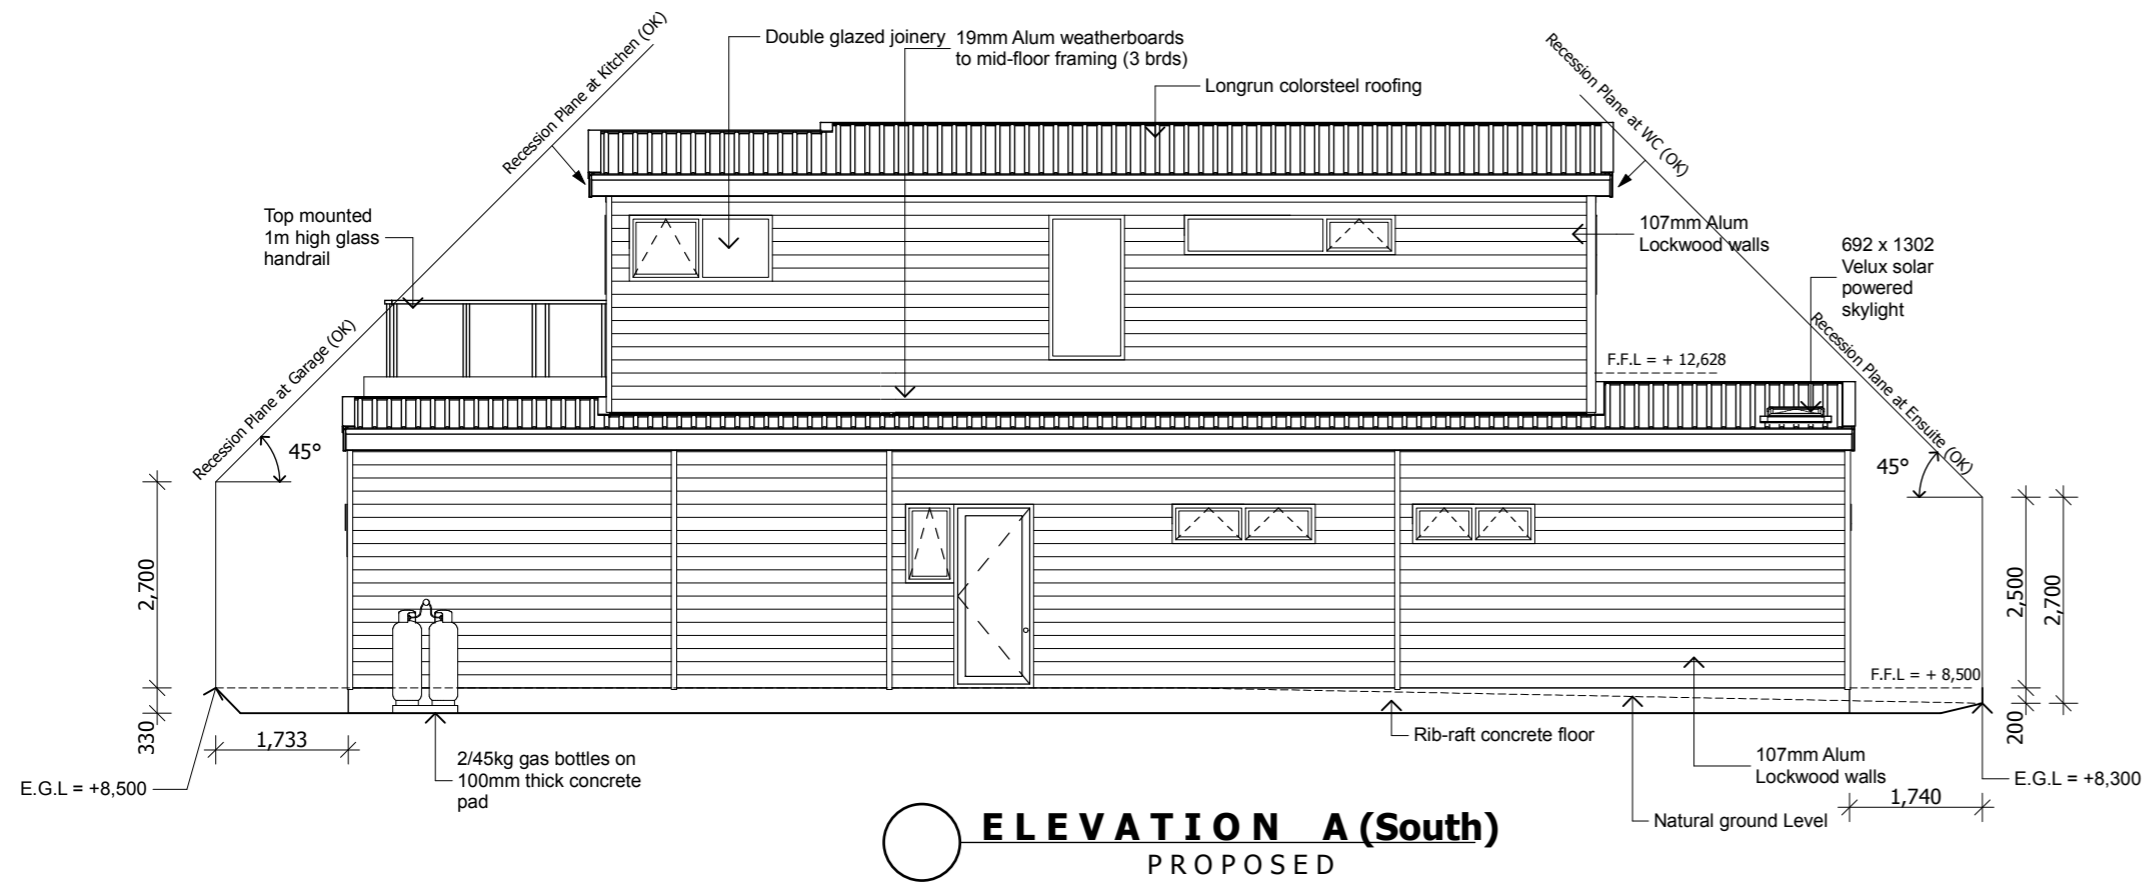 Recession Plane at Kitchen (OK)
Double glazed joinery
19mm Alum weatherboards
to mid-floor framing (3 brds)
Longrun colorsteel roofing
Recession Plane at WC (OK)
Top mounted
1m high glass
handrail
107mm Alum
Lockwood walls
692 x 1302
Velux solar
powered
skylight
Recession Plane at Garage (OK)
Recession Plane at Ensuite (OK)
F.F.L = + 12,628
45°
45°
2,700
330
1,733
2,500
2,700
200
F.F.L = + 8,500
E.G.L = +8,500
2/45kg gas bottles on
100mm thick concrete
pad
Rib-raft concrete floor
107mm Alum
Lockwood walls
Natural ground Level
E.G.L = +8,300
1,740
ELEVATION A (South)
PROPOSED